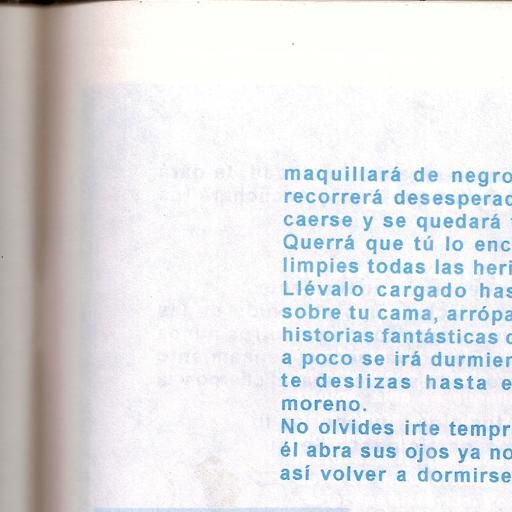 maquillará de negro
recorrerá desesperad
caerse y se quedará
Querrá que tú lo enc
limpies todas las heri
Llévalo cargado has
sobre tu cama, arrópa
historias fantásticas
a poco se irá durmien
te deslizas hasta e
moreno.
No olvides irte tempr
él abra sus ojos ya no
así volver a dormirse